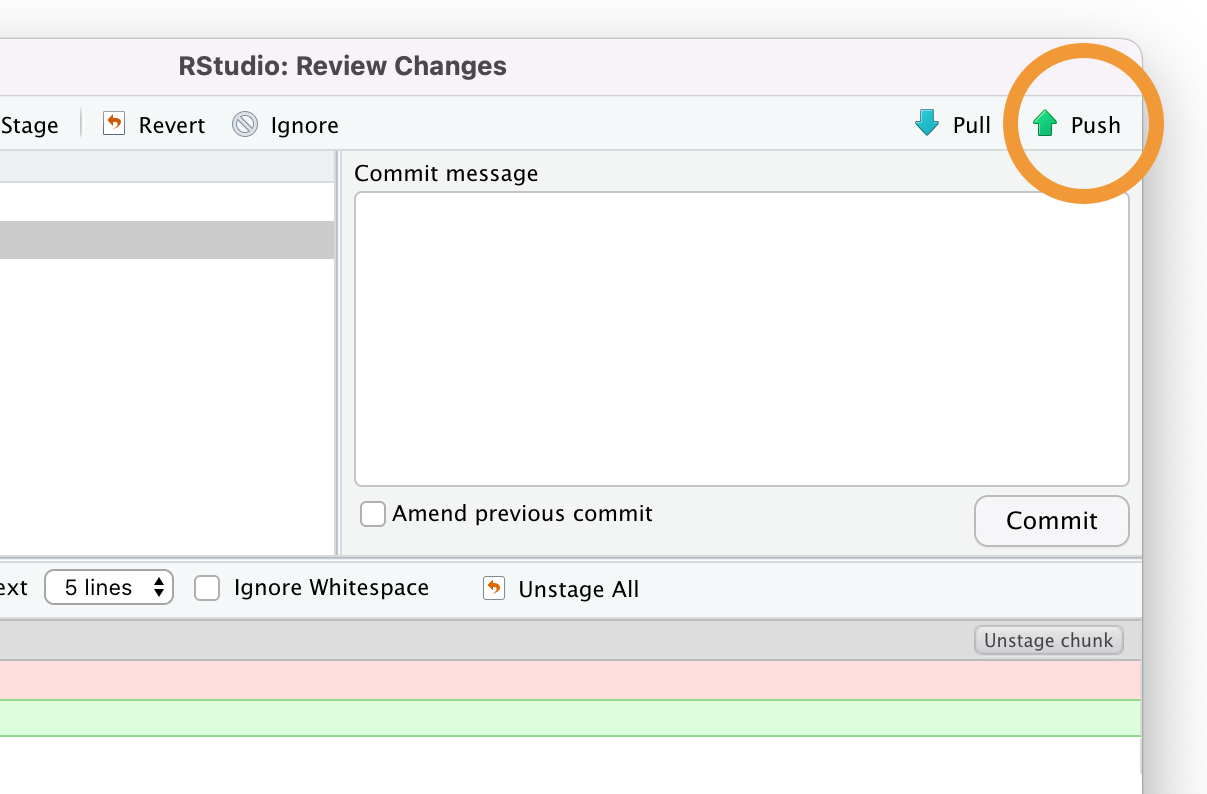 RStudio: Review Changes
Stage Revert Ignore Pull Push
Commit message
Amend previous commit Commit
ext 5 lines Ignore Whitespace Unstage All
Unstage chunk